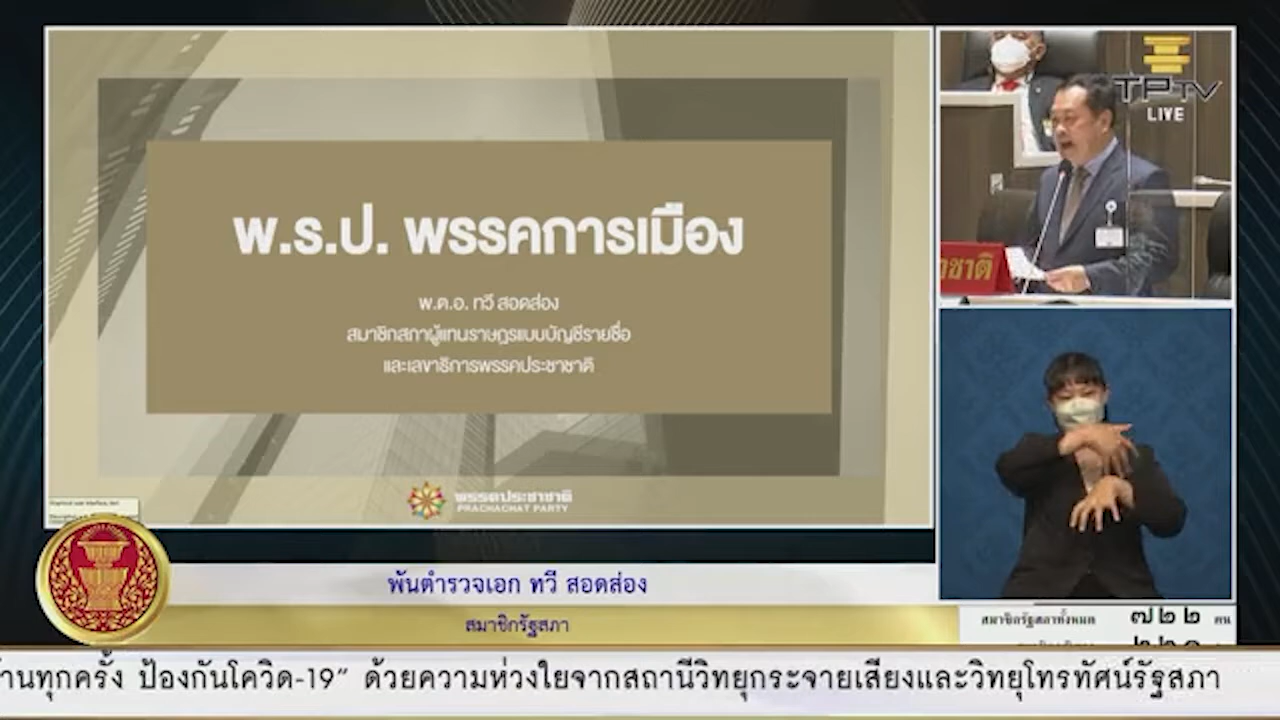 พ.ร.ป. พรรคการเมือง
พ.ต.อ. ทวี สอดส่อง
สมาชิกสภาผู้แทนราษฎรแบบบัญชีรายชื่อ
และเลขาธิการพรรคประชาชาติ
พรรคประชาชาติ
PRACHACHAT PARTY
TPTV
LIVE
าชาติ
พันตำรวจเอก ทวี สอดส่อง
สมาชิกรัฐสภา
สมาชิกรัฐสภาทั้งหมด ๗๒๒ คน
านทุกครั้ง ป้องกันโควิด-19” ด้วยความห่วงใยจากสถานีวิทยุกระจายเสียงและวิทยุโทรทัศน์รัฐสภา